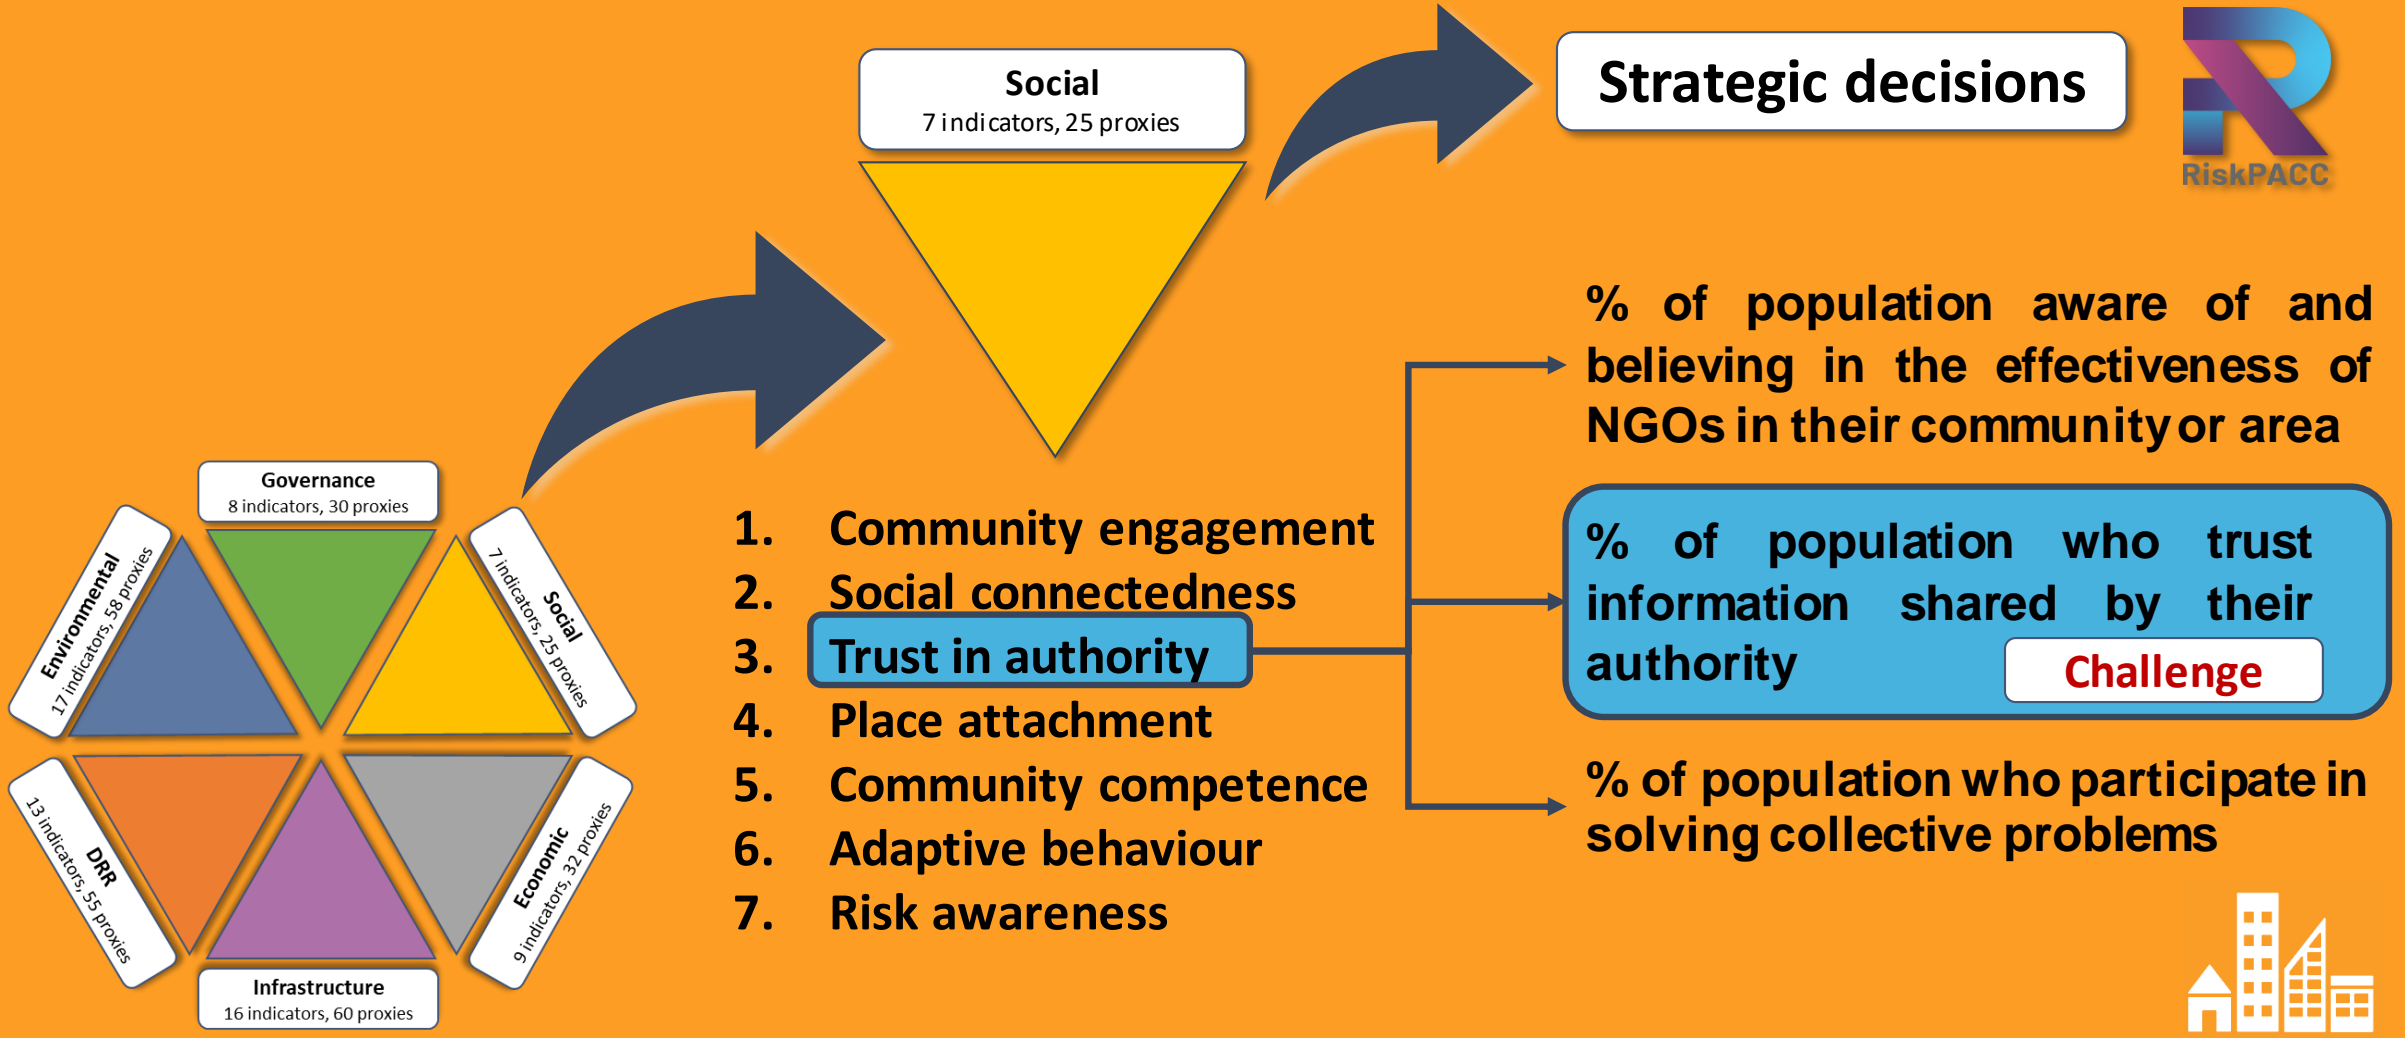 Social
7 indicators, 25 proxies
Strategic decisions
RiskPACC
Governance
8 indicators, 30 proxies
Environmental
17 indicators, 58 proxies
Social
7 indicators, 25 proxies
DRR
13 indicators, 55 proxies
Economic
9 indicators, 32 proxies
Infrastructure
16 indicators, 60 proxies
1. Community engagement
2. Social connectedness
3. Trust in authority
4. Place attachment
5. Community competence
6. Adaptive behaviour
7. Risk awareness
% of population aware of and
believing in the effectiveness of
NGOs in their community or area
% of population who trust
information shared by their
authority
Challenge
% of population who participate in
solving collective problems